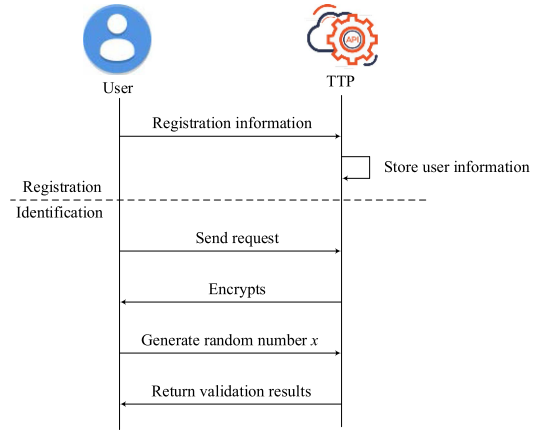 API
User
TTP
Registration information
Store user information
Registration
Identification
Send request
Encrypts
Generate random number x
Return validation results